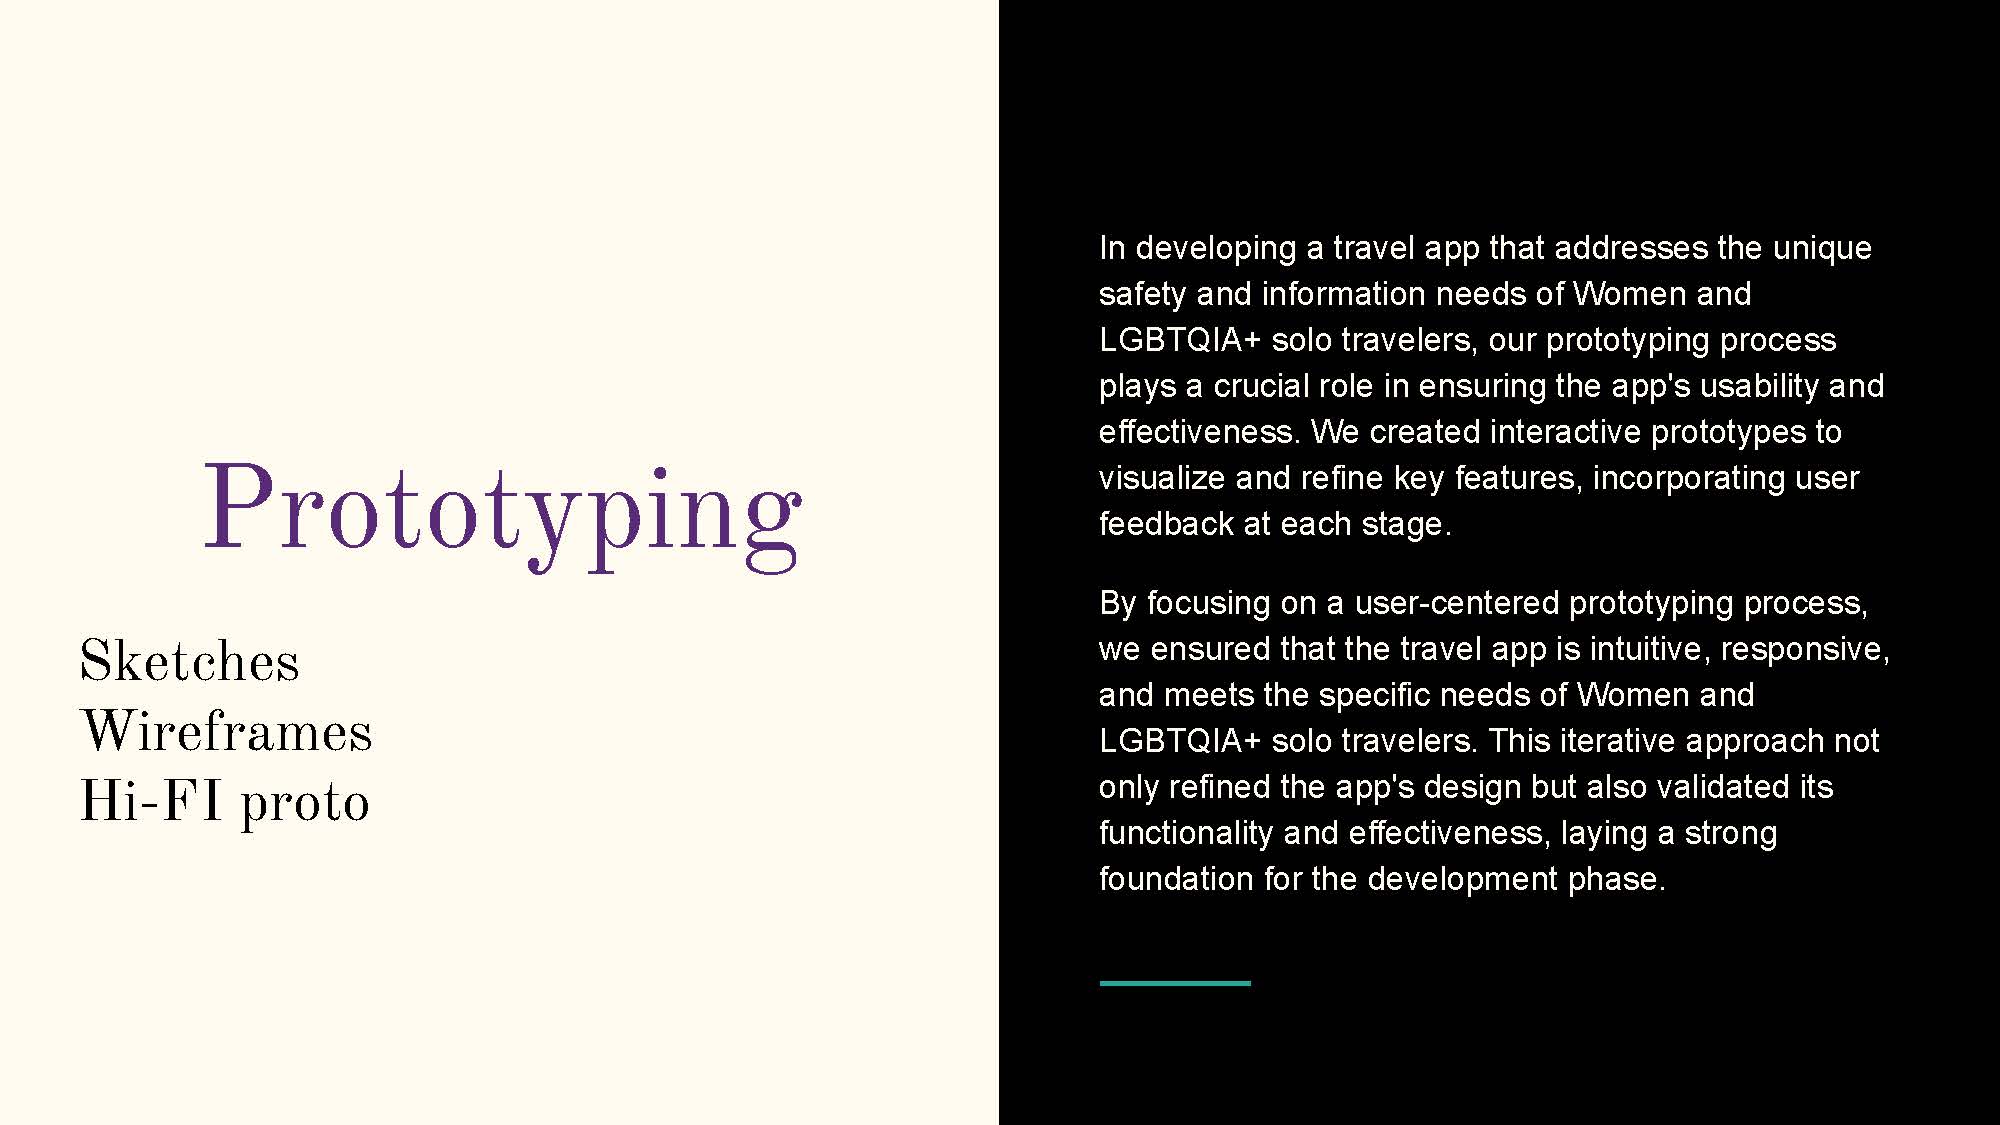 Prototyping
Sketches
Wireframes
Hi-FI proto
In developing a travel app that addresses the unique
safety and information needs of Women and
LGBTQIA+ solo travelers, our prototyping process
plays a crucial role in ensuring the app's usability and
effectiveness. We created interactive prototypes to
visualize and refine key features, incorporating user
feedback at each stage.
By focusing on a user-centered prototyping process,
we ensured that the travel app is intuitive, responsive,
and meets the specific needs of Women and
LGBTQIA+ solo travelers. This iterative approach not
only refined the app's design but also validated its
functionality and effectiveness, laying a strong
foundation for the development phase.